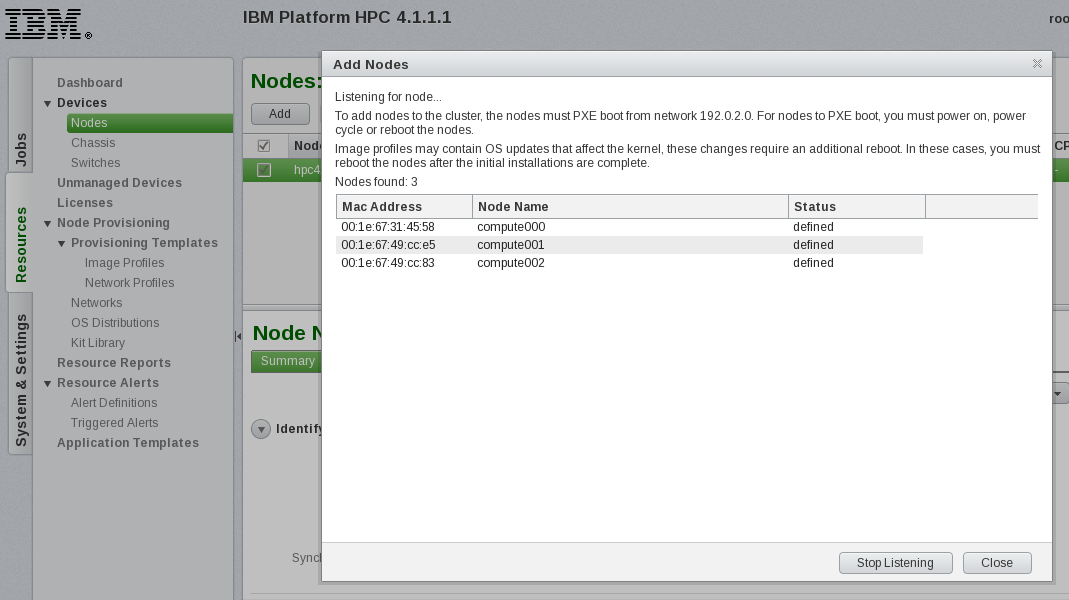 IBM®
IBM Platform HPC 4.1.1.1
Jobs
Resources
System & Settings
Dashboard
Devices
Nodes
Chassis
Switches
Unmanaged Devices
Licenses
Node Provisioning
Provisioning Templates
Image Profiles
Network Profiles
Networks
OS Distributions
Kit Library
Resource Reports
Resource Alerts
Alert Definitions
Triggered Alerts
Application Templates
Nodes:
Add
Node N
Summary
Add Nodes
Listening for node...
To add nodes to the cluster, the nodes must PXE boot from network 192.0.2.0. For nodes to PXE boot, you must power on, power
cycle or reboot the nodes.
Image profiles may contain OS updates that affect the kernel, these changes require an additional reboot. In these cases, you must
reboot the nodes after the initial installations are complete.
Nodes found: 3
Mac Address Node Name Status
00:1e:67:31:45:58 compute000 defined
00:1e:67:49:cc:e5 compute001 defined
00:1e:67:49:cc:83 compute002 defined
Stop Listening Close